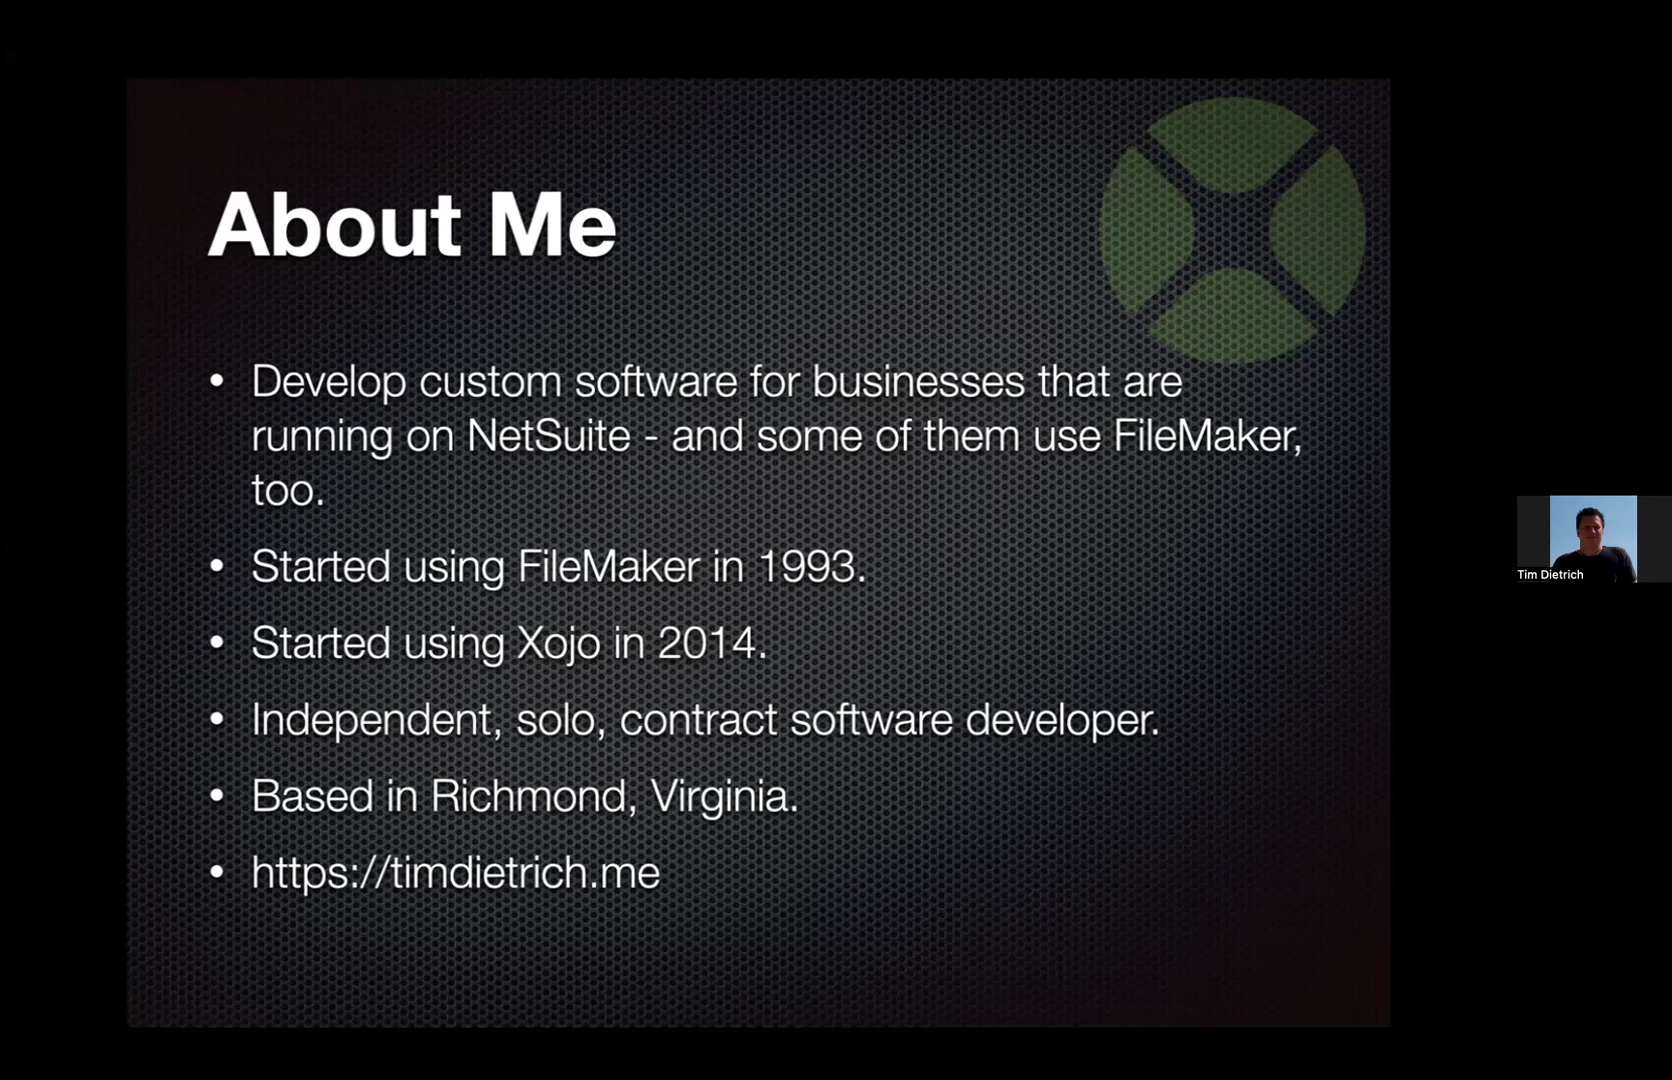 About Me
• Develop custom software for businesses that are
running on NetSuite - and some of them use FileMaker,
too.
• Started using FileMaker in 1993.
• Started using Xojo in 2014.
• Independent, solo, contract software developer.
• Based in Richmond, Virginia.
• https://timdietrich.me
Tim Dietrich